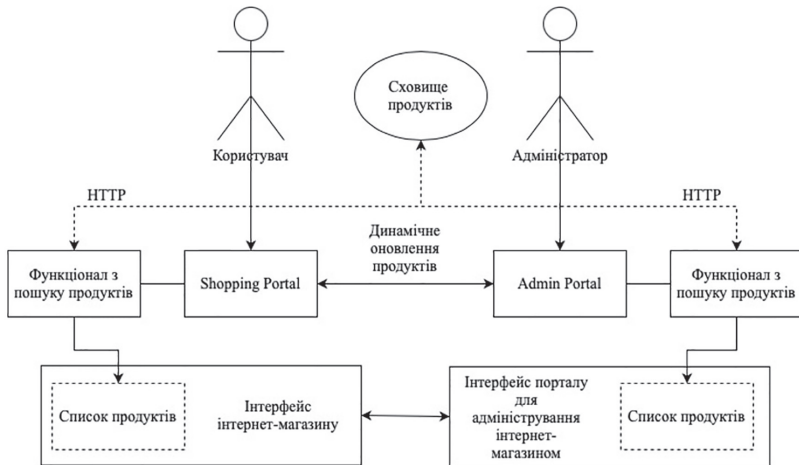 Сховище
продуктів
Користувач
Адміністратор
HTTP
HTTP
Динамічне
оновлення
продуктів
Функціонал з
пошуку продуктів
Shopping Portal
Admin Portal
Функціонал з
пошуку продуктів
Список продуктів
Інтерфейс
інтернет-магазину
Інтерфейс порталу
для
адміністрування
інтернет-
магазином
Список продуктів